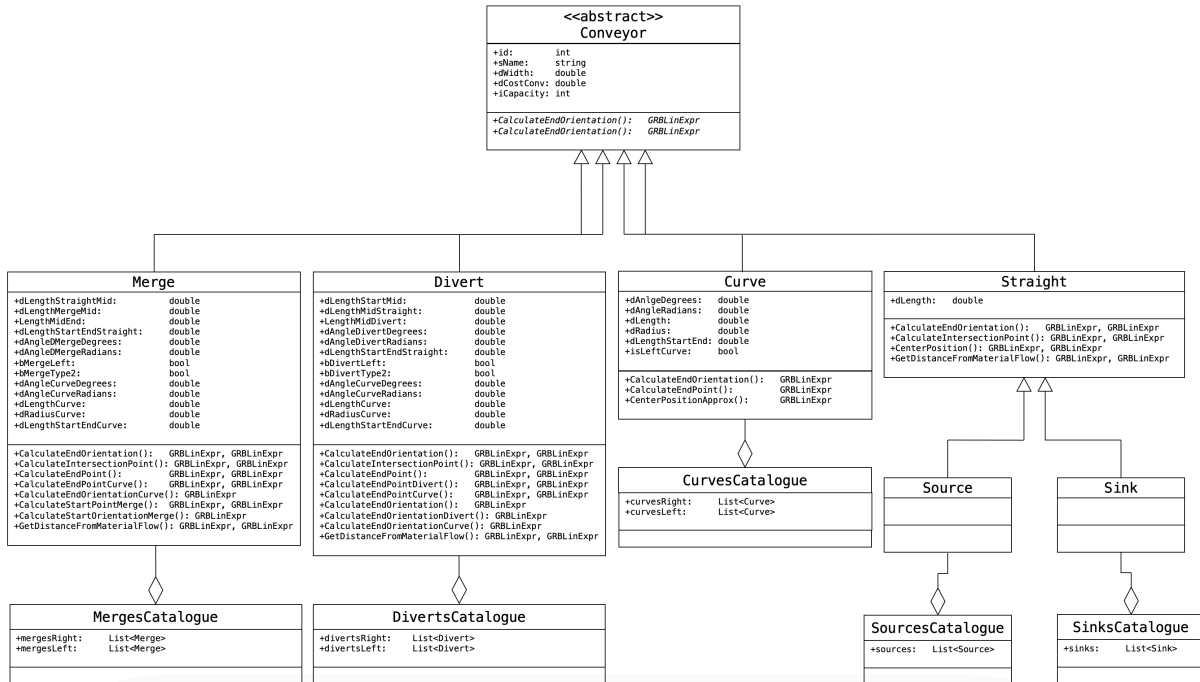 <<abstract>>
Conveyor
+id: int
+sName: string
+dWidth: double
+dCostConv: double
+iCapacity: int
+CalculateEndOrientation(): GRBLinExpr
+CalculateEndOrientation(): GRBLinExpr
Merge
+dLengthStraightMid: double
+dLengthMergeMid: double
+LengthMidEnd: double
+dLengthStartEndStraight: double
+dAngleDMergeDegrees: double
+dAngleDMergeRadians: double
+bMergeLeft: bool
+bMergeType2: bool
+dAngleCurveDegrees: double
+dAngleCurveRadians: double
+dLengthCurve: double
+dRadiusCurve: double
+dLengthStartEndCurve: double
+CalculateEndOrientation(): GRBLinExpr, GRBLinExpr
+CalculateIntersectionPoint(): GRBLinExpr, GRBLinExpr
+CalculateEndPoint(): GRBLinExpr, GRBLinExpr
+CalculateEndPointCurve(): GRBLinExpr, GRBLinExpr
+CalculateEndOrientationCurve(): GRBLinExpr
+CalculateStartPointMerge(): GRBLinExpr, GRBLinExpr
+CalculateStartOrientationMerge(): GRBLinExpr
+GetDistanceFromMaterialFlow(): GRBLinExpr, GRBLinExpr
Divert
+dLengthStartMid: double
+dLengthMidStraight: double
+LengthMidDivert: double
+dAngleDivertDegrees: double
+dAngleDivertRadians: double
+dLengthStartEndStraight: double
+bDivertLeft: bool
+bDivertType2: bool
+dAngleCurveDegrees: double
+dAngleCurveRadians: double
+dLengthCurve: double
+dRadiusCurve: double
+dLengthStartEndCurve: double
+CalculateEndOrientation(): GRBLinExpr, GRBLinExpr
+CalculateIntersectionPoint(): GRBLinExpr, GRBLinExpr
+CalculateEndPoint(): GRBLinExpr, GRBLinExpr
+CalculateEndPointDivert(): GRBLinExpr, GRBLinExpr
+CalculateEndPointCurve(): GRBLinExpr, GRBLinExpr
+CalculateEndOrientation(): GRBLinExpr
+CalculateEndOrientationDivert(): GRBLinExpr
+CalculateEndOrientationCurve(): GRBLinExpr
+GetDistanceFromMaterialFlow(): GRBLinExpr, GRBLinExpr
Curve
+dAnlgeDegrees: double
+dAngleRadians: double
+dLength: double
+dRadius: double
+dLengthStartEnd: double
+isLeftCurve: bool
+CalculateEndOrientation(): GRBLinExpr
+CalculateEndPoint(): GRBLinExpr
+CenterPositionApprox(): GRBLinExpr
Straight
+dLength: double
+CalculateEndOrientation(): GRBLinExpr, GRBLinExpr
+CalculateIntersectionPoint(): GRBLinExpr, GRBLinExpr
+CenterPosition(): GRBLinExpr, GRBLinExpr
+GetDistanceFromMaterialFlow(): GRBLinExpr, GRBLinExpr
CurvesCatalogue
+curvesRight: List<Curve>
+curvesLeft: List<Curve>
Source
Sink
MergesCatalogue
+mergesRight: List<Merge>
+mergesLeft: List<Merge>
DivertsCatalogue
+divertsRight: List<Divert>
+divertsLeft: List<Divert>
SourcesCatalogue
+sources: List<Source>
SinksCatalogue
+sinks: List<Sink>